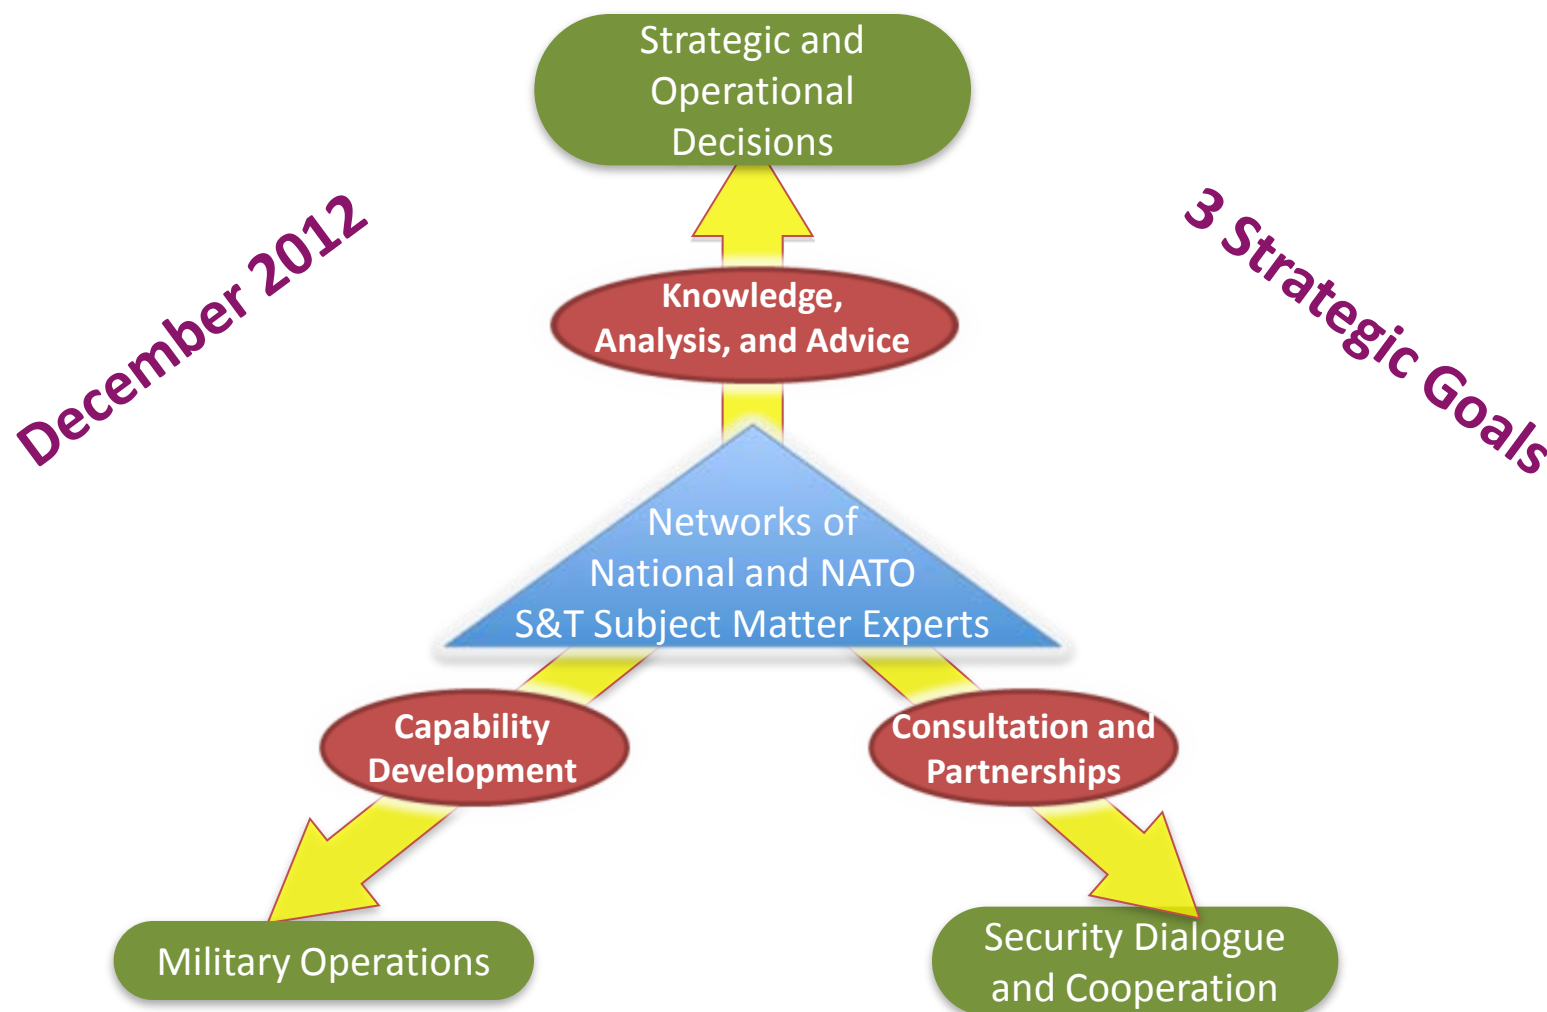 Strategic and
Operational
Decisions
December 2012
3 Strategic Goals
Knowledge,
Analysis, and Advice
Networks of
National and NATO
S&T Subject Matter Experts
Capability
Development
Consultation and
Partnerships
Military Operations
Security Dialogue
and Cooperation